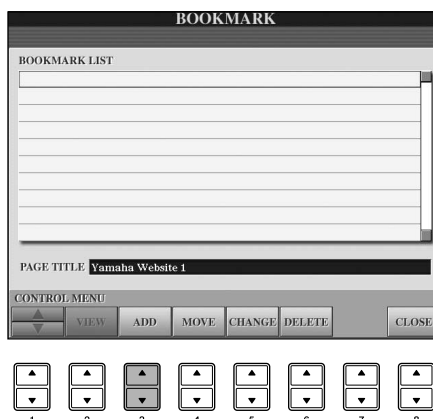 BOOKMARK
BOOKMARK LIST
PAGE TITLE Yamaha Website 1
CONTROL MENU
VIEW ADD MOVE CHANGE DELETE CLOSE
1 2 3 4 5 6 7 8